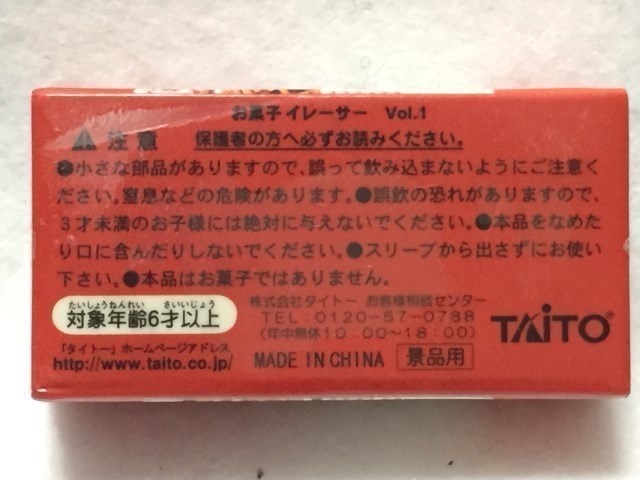 お菓子イレーサー Vol.1
注意 保護者の方へ必ずお読みください。
●小さな部品がありますので、誤って飲み込まないようにご注意く
ださい。窒息などの危険があります。●誤飲の恐れがありますので、
3才未満のお子様には絶対に与えないでください。●本品をなめた
り口に含んだりしないでください。●スリーブから出さずにお使い
下さい。●本品はお菓子ではありません。
たいしょうねんれい さいいじょう
対象年齢6才以上
株式会社タイトー お客様相談センター
TEL:0120-57-0788
(年中無休10:00〜18:00)
TAITO®
「タイトー」ホームページアドレス
http://www.taito.co.jp/
MADE IN CHINA
景品用